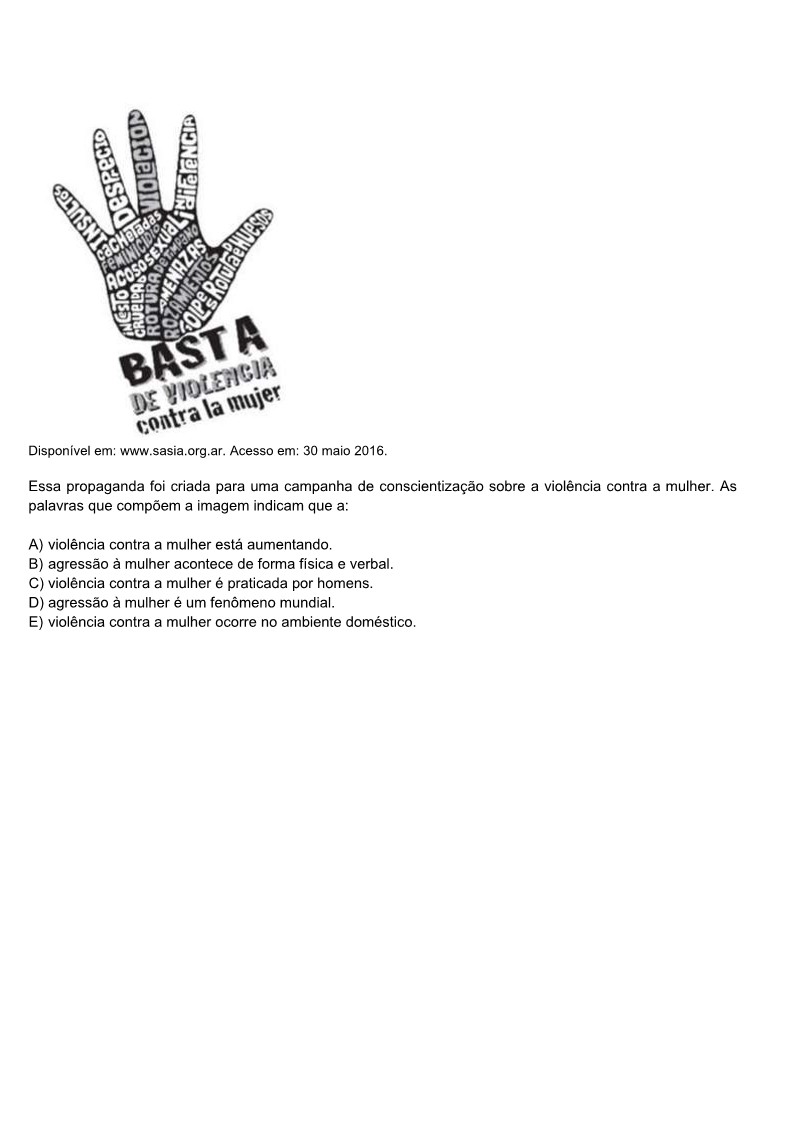 INSULTOS
DESPRECIO
VIOLACION
INDIFERENCIA
CACHETADAS
FEMINICIDIO
ACOSO SEXUAL
INCESTO
CRUELDAD
ROTURA DE TIMPANO
AMENAZAS
ROZAMIENTOS
GOLPES
ROTURA DE HUESOS
BASTA
DE VIOLENCIA
contra la mujer
Disponível em: www.sasia.org.ar. Acesso em: 30 maio 2016.
Essa propaganda foi criada para uma campanha de conscientização sobre a violência contra a mulher. As
palavras que compõem a imagem indicam que a:
A) violência contra a mulher está aumentando.
B) agressão à mulher acontece de forma física e verbal.
C) violência contra a mulher é praticada por homens.
D) agressão à mulher é um fenômeno mundial.
E) violência contra a mulher ocorre no ambiente doméstico.